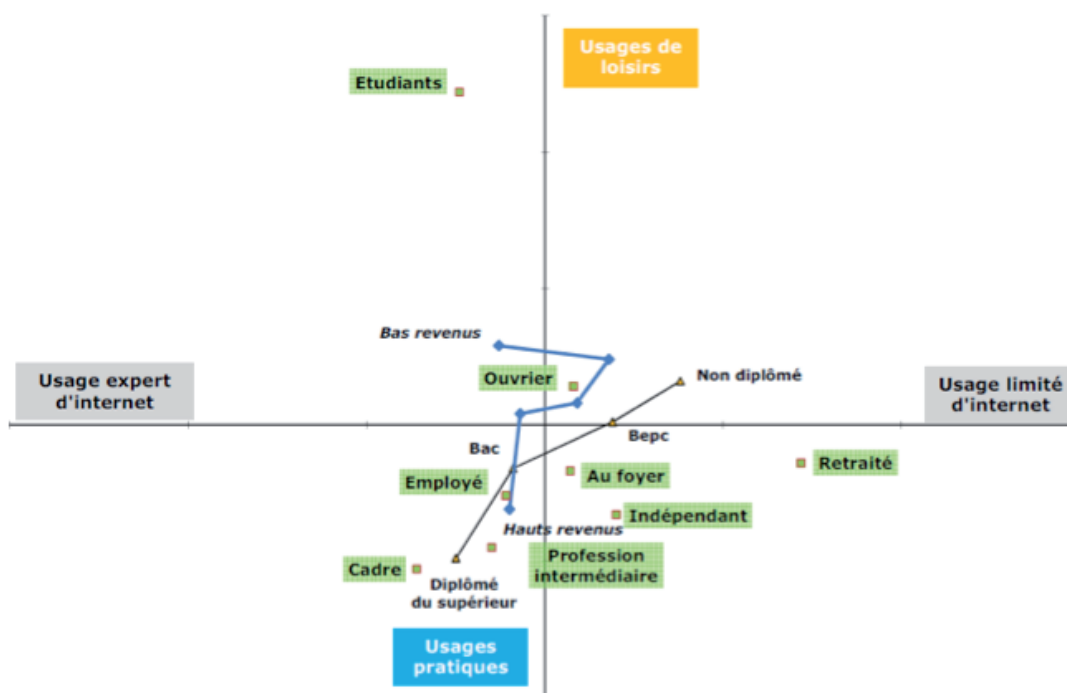 Usages de
loisirs
Etudiants
Bas revenus
Ouvrier
Non diplômé
Usage expert
d'internet
Usage limité
d'internet
Bepc
Bac
Retraité
Au foyer
Employé
Indépendant
Hauts revenus
Profession
intermédiaire
Cadre
Diplômé
du supérieur
Usages
pratiques